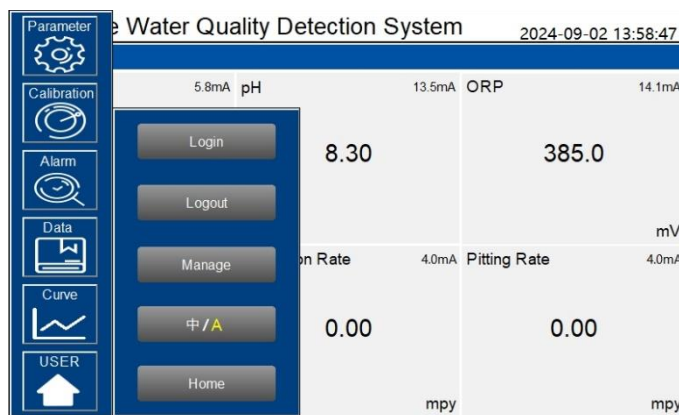 Parameter
e Water Quality Detection System
2024-09-02 13:58:47
Calibration
Alarm
Data
Curve
USER
Login
Logout
Manage
中/A
Home
5.8mA
pH
13.5mA
8.30
ORP
14.1mA
385.0
mV
on Rate
4.0mA
0.00
mpy
Pitting Rate
4.0mA
0.00
mpy